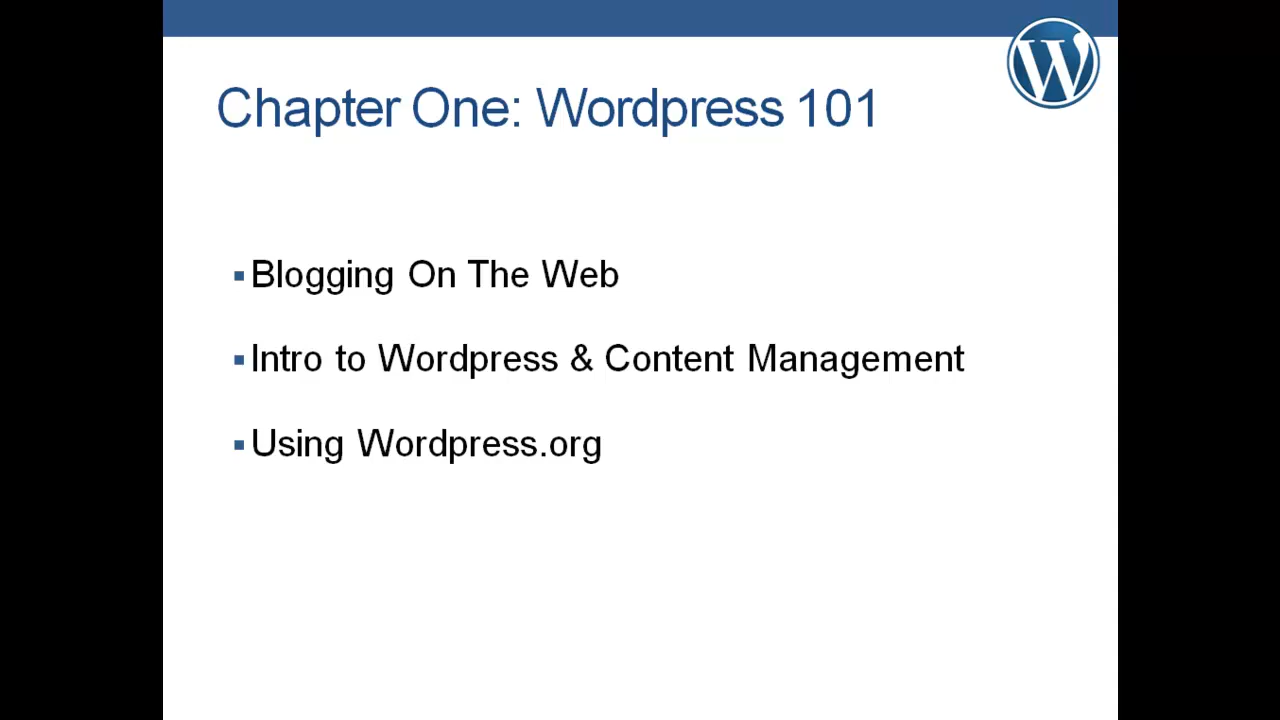 Chapter One: Wordpress 101
Blogging On The Web
Intro to Wordpress & Content Management
Using Wordpress.org